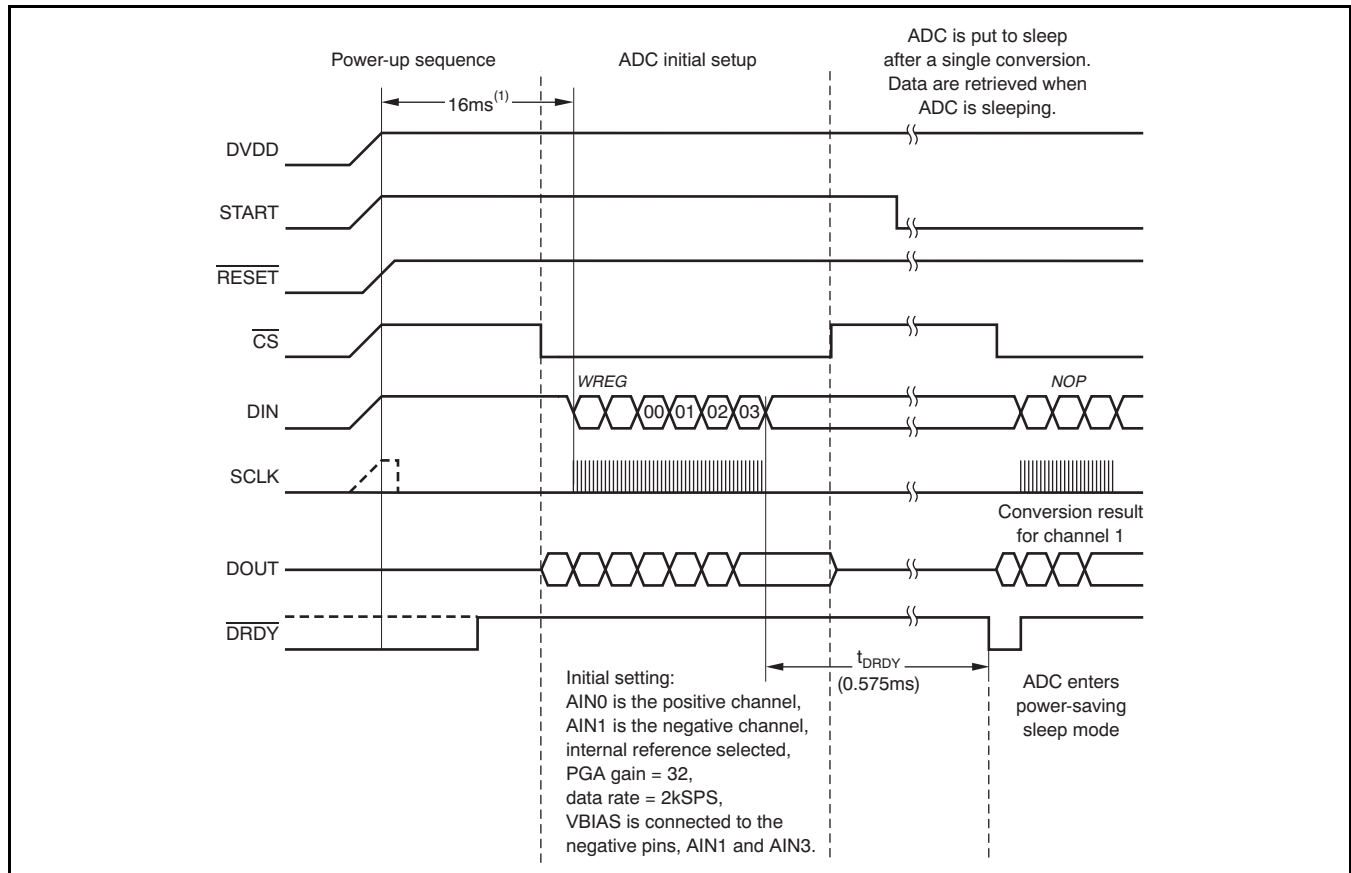 Power-up sequence
ADC initial setup
ADC is put to sleep
after a single conversion.
Data are retrieved when
ADC is sleeping.
16ms(1)
DVDD
START
RESET
CS
WREG
NOP
DIN
00 01 02 03
SCLK
Conversion result
for channel 1
DOUT
DRDY
tDRDY
(0.575ms)
Initial setting:
AIN0 is the positive channel,
AIN1 is the negative channel,
internal reference selected,
PGA gain = 32,
data rate = 2kSPS,
VBIAS is connected to the
negative pins, AIN1 and AIN3.
ADC enters
power-saving
sleep mode